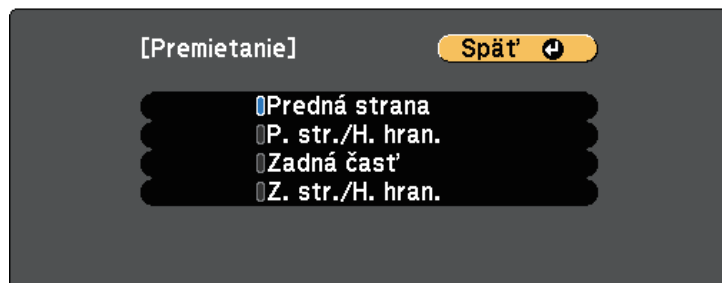 [Premietanie] Späť
Predná strana
P. str./H. hran.
Zadná časť
Z. str./H. hran.